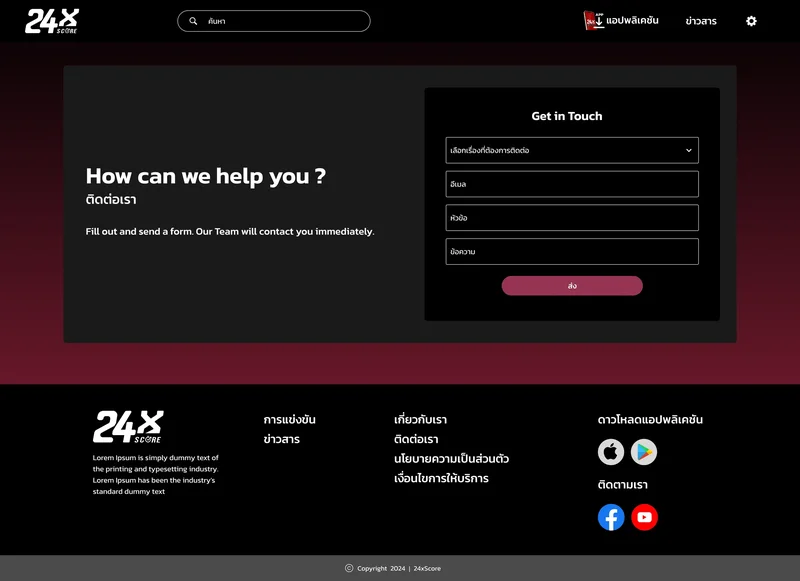 24X
SCORE
ค้นหา
แอปพลิเคชัน
ข่าวสาร
How can we help you ?
ติดต่อเรา
Fill out and send a form. Our Team will contact you immediately.
Get in Touch
เลือกเรื่องที่ต้องการติดต่อ
อีเมล
หัวข้อ
ข้อความ
ส่ง
24X
SCORE
Lorem Ipsum is simply dummy text of
the printing and typesetting industry.
Lorem Ipsum has been the industry's
standard dummy text
การแข่งขัน
ข่าวสาร
เกี่ยวกับเรา
ติดต่อเรา
นโยบายความเป็นส่วนตัว
เงื่อนไขการให้บริการ
ดาวโหลดแอปพลิเคชัน
ติดตามเรา
© Copyright 2024 | 24xScore